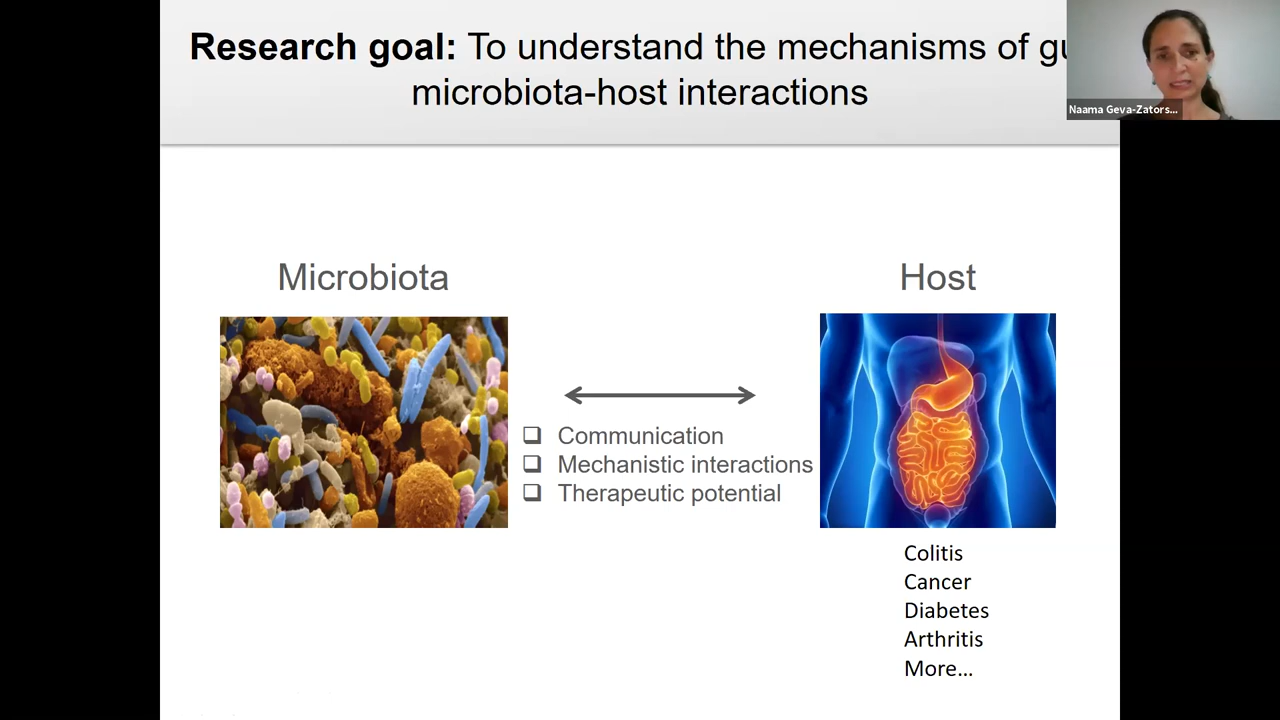 Research goal: To understand the mechanisms of gu
microbiota-host interactions
Naama Geva-Zators...
Microbiota
Host
Communication
Mechanistic interactions
Therapeutic potential
Colitis
Cancer
Diabetes
Arthritis
More...